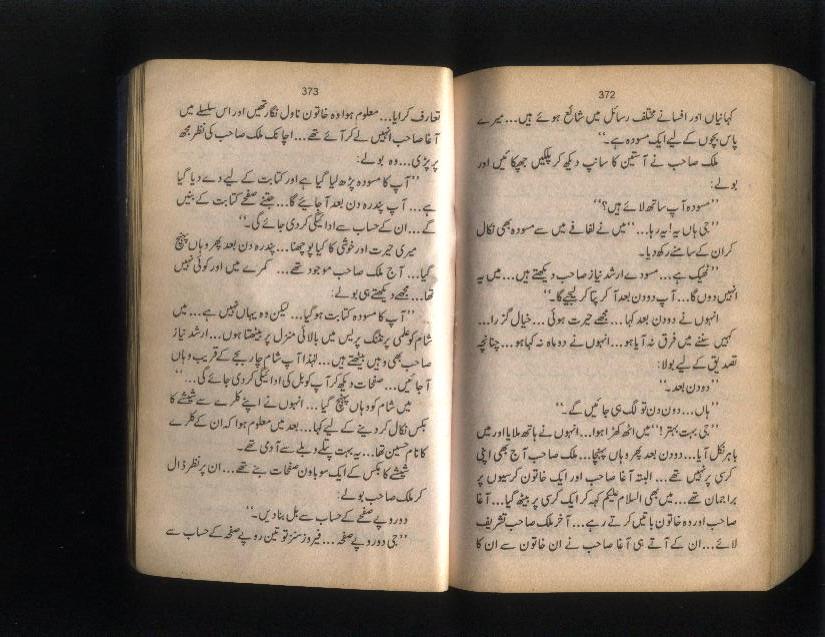 372
کہانیاں اور افسانے مختلف رسائل میں شائع ہوئے ہیں... میرے
پاس بچوں کے لیے ایک مسودہ ہے۔‘‘
ملک صاحب نے آستین کا سانپ دیکھ کر پلکیں جھپکائیں اور
بولے:
’’مسودہ آپ ساتھ لائے ہیں؟‘‘
’’جی ہاں یہ! یہ رہا...‘‘ میں نے لفافے میں سے مسودہ بھی نکال
کر ان کے سامنے رکھ دیا۔
’’ٹھیک ہے... مسودے ارشد نیاز صاحب دیکھتے ہیں... میں یہ
انہیں دوں گا... آپ دو دن بعد آ کر پتا کر لیجیے گا۔‘‘
انہوں نے دو دن بعد کہا... مجھے حیرت ہوئی... خیال گزرا...
کہیں سننے میں فرق نہ آیا ہو... انہوں نے دو ماہ نہ کہا ہو... چنانچہ
تصدیق کے لیے بولا:
’’دو دن بعد۔‘‘
’’ہاں... دو دن تو لگ ہی جائیں گے۔‘‘
’’جی بہت بہتر!‘‘ میں اٹھ کھڑا ہوا... انہوں نے ہاتھ ملایا اور میں
باہر نکل آیا... دو دن بعد پھر وہاں پہنچا... ملک صاحب آج بھی اپنی
کرسی پر نہیں تھے... البتہ آغا صاحب اور ایک خاتون کرسیوں پر
براجمان تھے... میں بھی السلام علیکم کہہ کر ایک کرسی پر بیٹھ گیا... آغا
صاحب اور وہ خاتون باتیں کرتے رہے... آخر ملک صاحب تشریف
لائے... ان کے آتے ہی آغا صاحب نے ان خاتون سے ان کا
373
تعارف کرایا... معلوم ہوا وہ خاتون ناول نگار تھیں اور اس سلسلے میں
آغا صاحب انہیں لے کر آئے تھے... اچانک ملک صاحب کی نظر مجھ
پر پڑی... وہ بولے:
’’آپ کا مسودہ پڑھ لیا گیا ہے اور کتابت کے لیے دے دیا گیا
ہے... آپ پندرہ دن بعد آ جائیے گا... جتنے صفحے کتابت کے بنیں
گے... ان کے حساب سے ادائیگی کر دی جائے گی۔‘‘
میری حیرت اور خوشی کا کیا پوچھنا... پندرہ دن بعد پھر وہاں پہنچ
گیا... آج ملک صاحب موجود تھے... کمرے میں اور کوئی نہیں
تھا... مجھے دیکھتے ہی بولے:
’’آپ کا مسودہ کتابت ہو گیا... لیکن وہ یہاں نہیں ہے... میں
شام کو علمی پرنٹنگ پریس میں بالائی منزل پر بیٹھتا ہوں... ارشد نیاز
صاحب بھی وہیں بیٹھتے ہیں... لہٰذا آپ شام چار بجے کے قریب وہاں
آ جائیں... صفحات دیکھ کر آپ کو بل کی ادائیگی کر دی جائے گی...‘‘
میں شام کو وہاں پہنچ گیا... انہوں نے اپنے کلرک سے شیشے کا
بکس نکال کر دینے کے لیے کہا... بعد میں معلوم ہوا کہ ان کے کلرک
کا نام حسین تھا... یہ بہت پتلے دبلے سے آدمی تھے۔
شیشے کا بکس کے ایک سو باون صفحات بنے تھے... ان پر نظر ڈال
کر ملک صاحب بولے:
دو روپے صفحے کے حساب سے بل بنا دیں۔‘‘
’’جی دو روپے صفحہ... فیروز سنز تو تین روپے صفحہ کے حساب سے